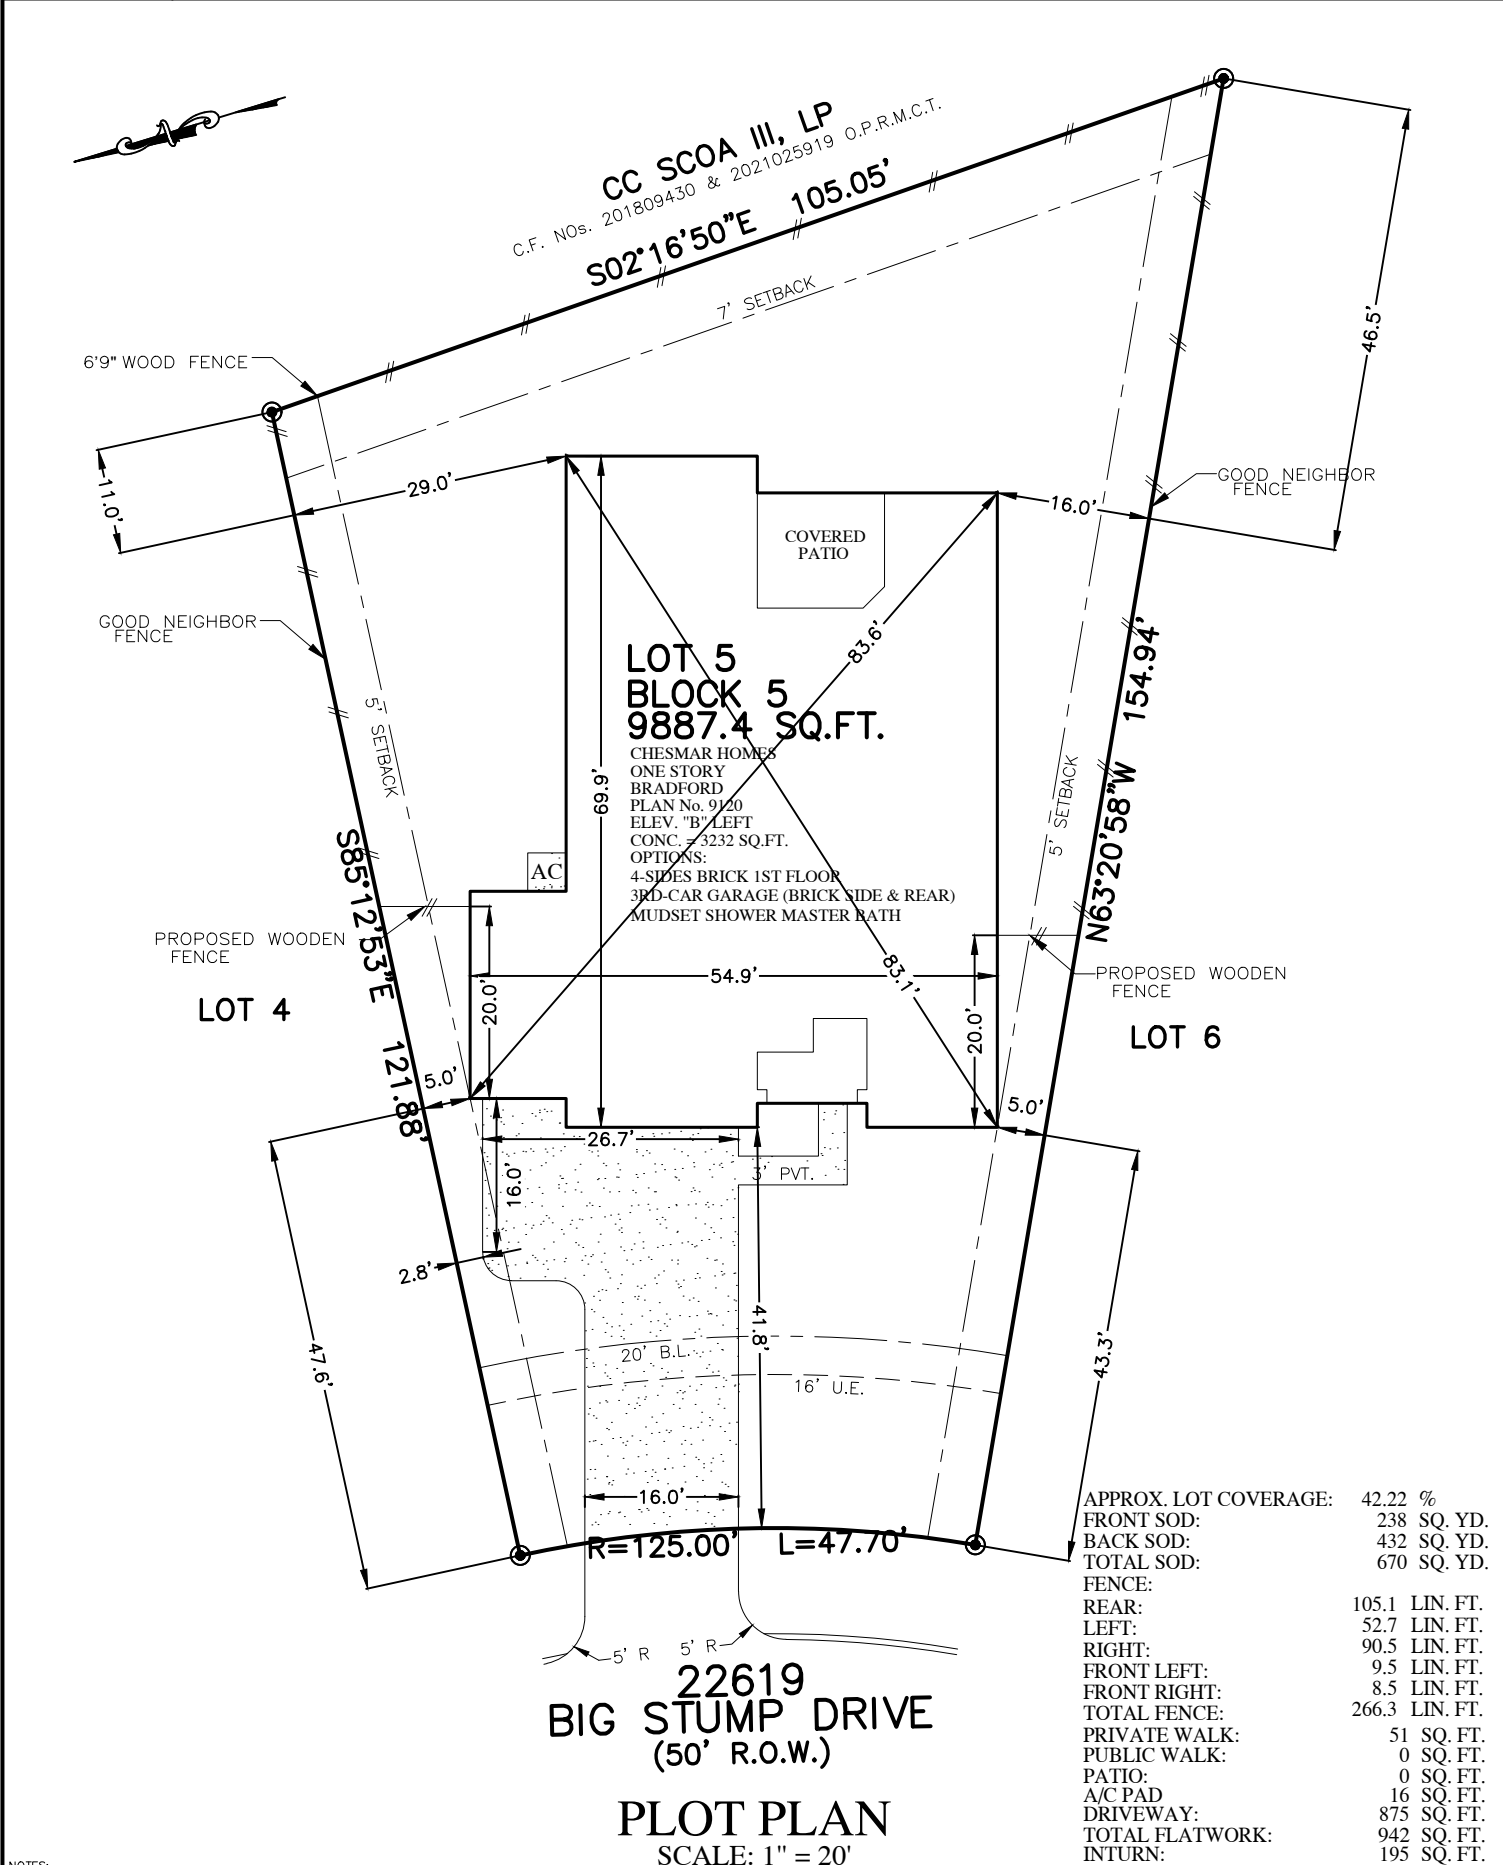 CC SCOA III, LP
C.F. NOs. 201809430 & 2021025919 O.P.R.M.C.T.
S02°16'50"E 105.05'
7' SETBACK
6'9" WOOD FENCE
46.5'
11.0'
29.0'
16.0'
GOOD NEIGHBOR
FENCE
COVERED
PATIO
GOOD NEIGHBOR
FENCE
83.6'
LOT 5
BLOCK 5
9887.4 SQ.FT.
CHESMAR HOMES
ONE STORY
BRADFORD
PLAN No. 9120
ELEV. "B" LEFT
CONC. = 3232 SQ.FT.
OPTIONS:
4-SIDES BRICK 1ST FLOOR
3RD-CAR GARAGE (BRICK SIDE & REAR)
MUDSET SHOWER MASTER BATH
5' SETBACK
69.9'
5' SETBACK
N63°20'58"W 154.94'
AC
S85°12'53"E 121.88'
PROPOSED WOODEN
FENCE
54.9'
83.1'
PROPOSED WOODEN
FENCE
LOT 4
20.0'
20.0'
LOT 6
5.0'
5.0'
26.7'
16.0'
3' PVT.
2.8'
41.8'
47.6'
43.3'
20' B.L.
16' U.E.
16.0'
R=125.00' L=47.70'
5' R 5' R
22619
BIG STUMP DRIVE
(50' R.O.W.)
PLOT PLAN
SCALE: 1" = 20'
APPROX. LOT COVERAGE: 42.22 %
FRONT SOD: 238 SQ. YD.
BACK SOD: 432 SQ. YD.
TOTAL SOD: 670 SQ. YD.
FENCE:
REAR: 105.1 LIN. FT.
LEFT: 52.7 LIN. FT.
RIGHT: 90.5 LIN. FT.
FRONT LEFT: 9.5 LIN. FT.
FRONT RIGHT: 8.5 LIN. FT.
TOTAL FENCE: 266.3 LIN. FT.
PRIVATE WALK: 51 SQ. FT.
PUBLIC WALK: 0 SQ. FT.
PATIO: 0 SQ. FT.
A/C PAD 16 SQ. FT.
DRIVEWAY: 875 SQ. FT.
TOTAL FLATWORK: 942 SQ. FT.
INTURN: 195 SQ. FT.
NOTES: